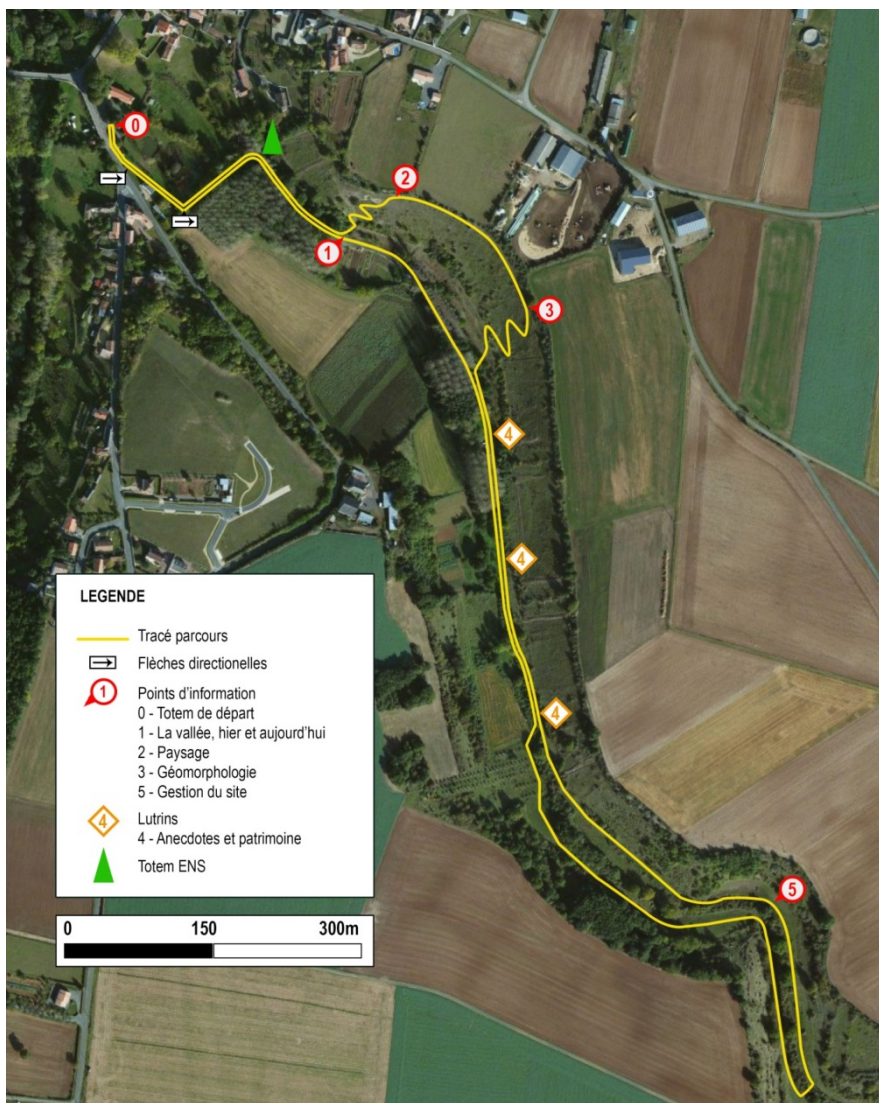 0
2
1
3
4
4
4
5
LEGENDE
Tracé parcours
Flèches directionelles
1
Points d'information
0 - Totem de départ
1 - La vallée, hier et aujourd'hui
2 - Paysage
3 - Géomorphologie
5 - Gestion du site
4
Lutrins
4 - Anecdotes et patrimoine
Totem ENS
0 150 300m